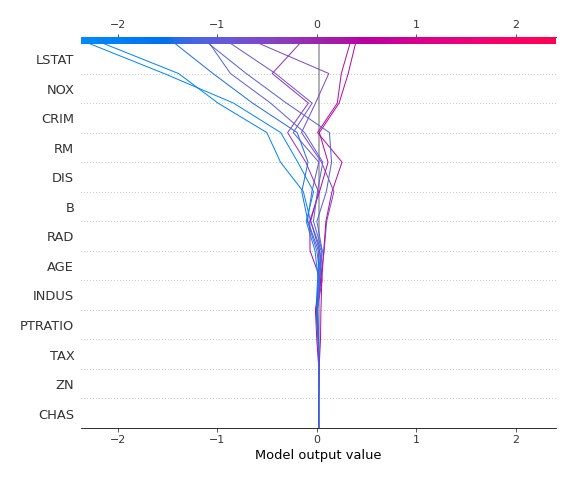 −2 −1 0 1 2
LSTAT
NOX
CRIM
RM
DIS
B
RAD
AGE
INDUS
PTRATIO
TAX
ZN
CHAS
−2 −1 0 1 2
Model output value